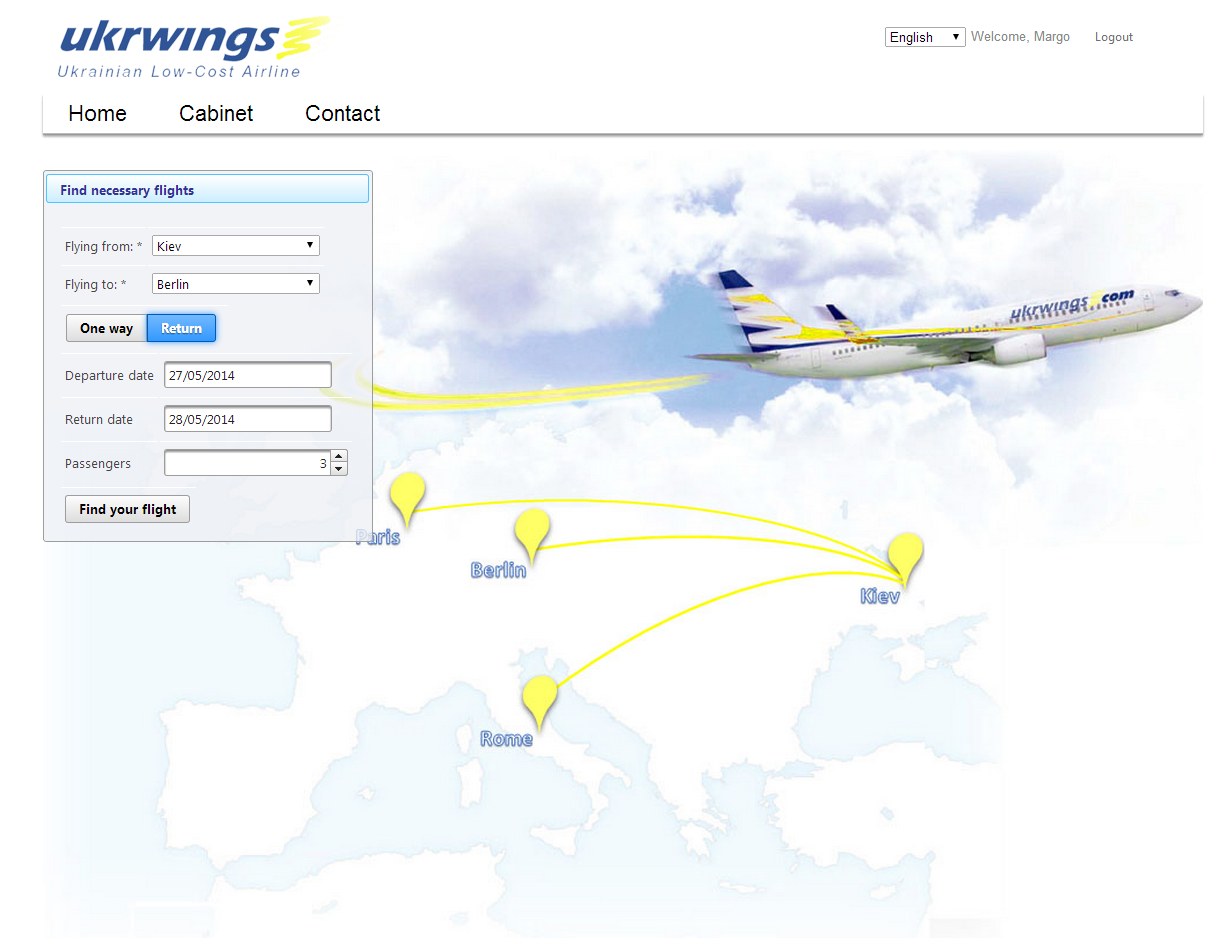 ukrwings
Ukrainian Low-Cost Airline
English Welcome, Margo Logout
Home Cabinet Contact
Find necessary flights
Flying from: * Kiev
Flying to: * Berlin
One way Return
Departure date 27/05/2014
Return date 28/05/2014
Passengers 3
Find your flight
ukrwings.com
Paris
Berlin
Kiev
Rome